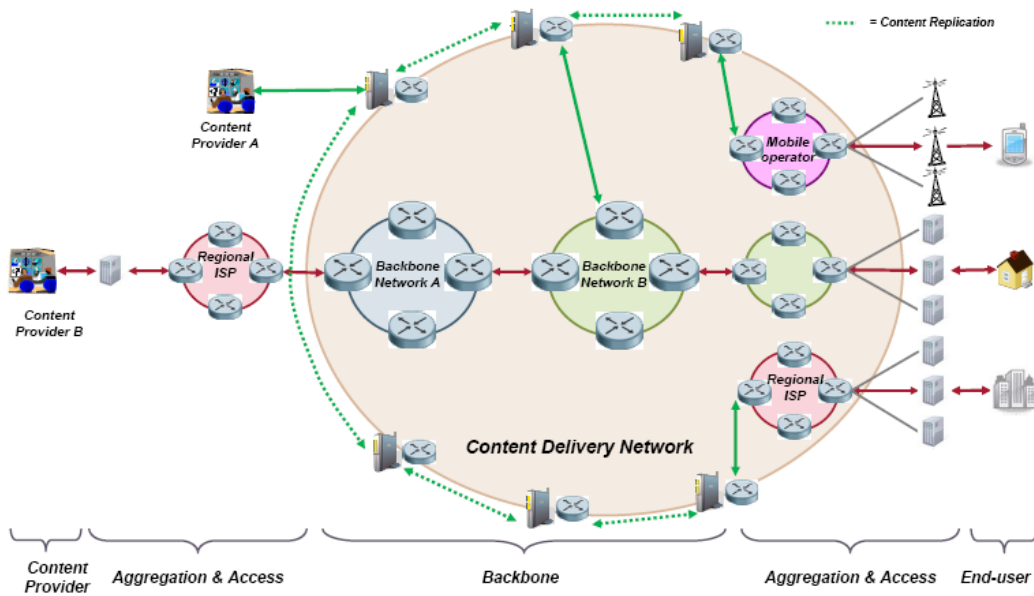 = Content Replication
Content
Provider A
Mobile
operator
Regional
ISP
Backbone
Network A
Backbone
Network B
Content
Provider B
Regional
ISP
Content Delivery Network
Content
Provider
Aggregation & Access
Backbone
Aggregation & Access
End-user